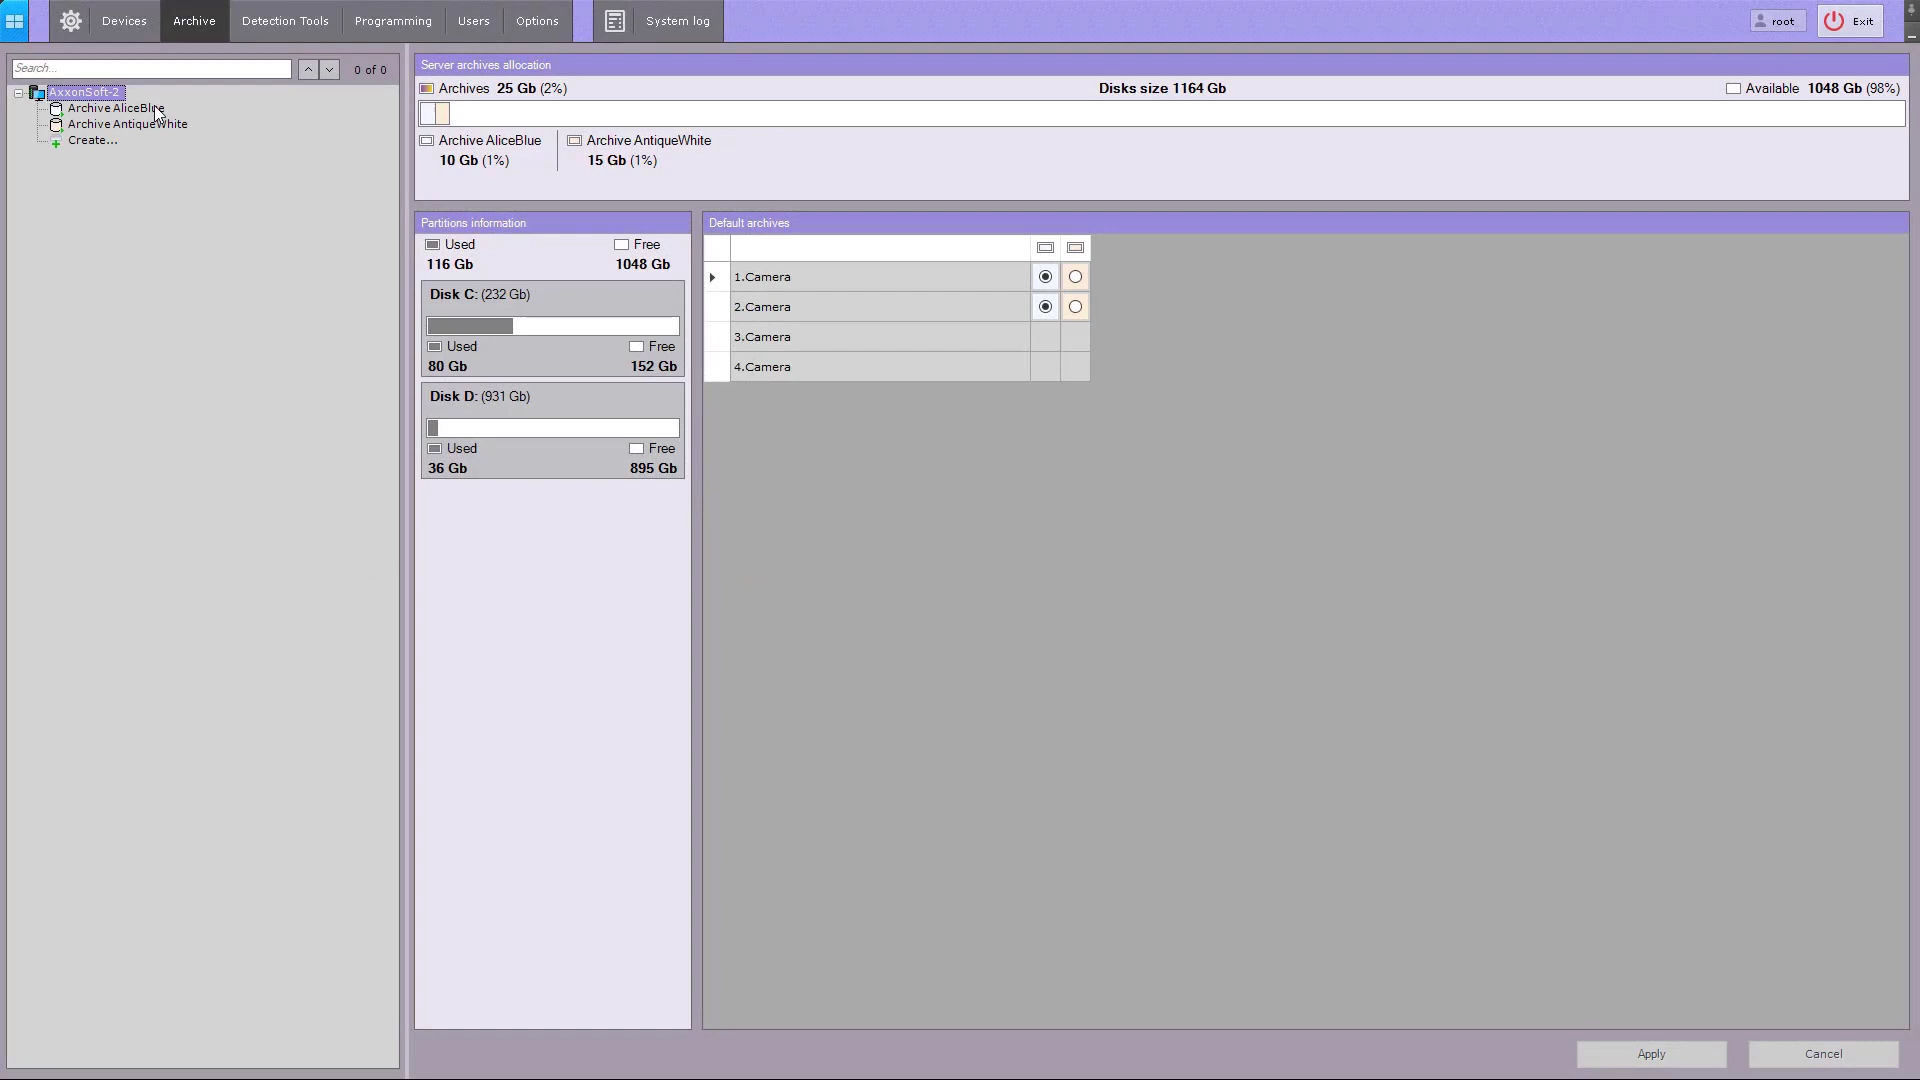 Devices
Archive
Detection Tools
Programming
Users
Options
System log
root
Exit
Search...
0 of 0
AxxonSoft-2
Archive AliceBlue
Archive AntiqueWhite
Create...
Server archives allocation
Archives 25 Gb (2%)
Disks size 1164 Gb
Available 1048 Gb (98%)
Archive AliceBlue
10 Gb (1%)
Archive AntiqueWhite
15 Gb (1%)
Partitions information
Used
Free
116 Gb
1048 Gb
Disk C: (232 Gb)
Used
Free
80 Gb
152 Gb
Disk D: (931 Gb)
Used
Free
36 Gb
895 Gb
Default archives
1.Camera
2.Camera
3.Camera
4.Camera
Apply
Cancel